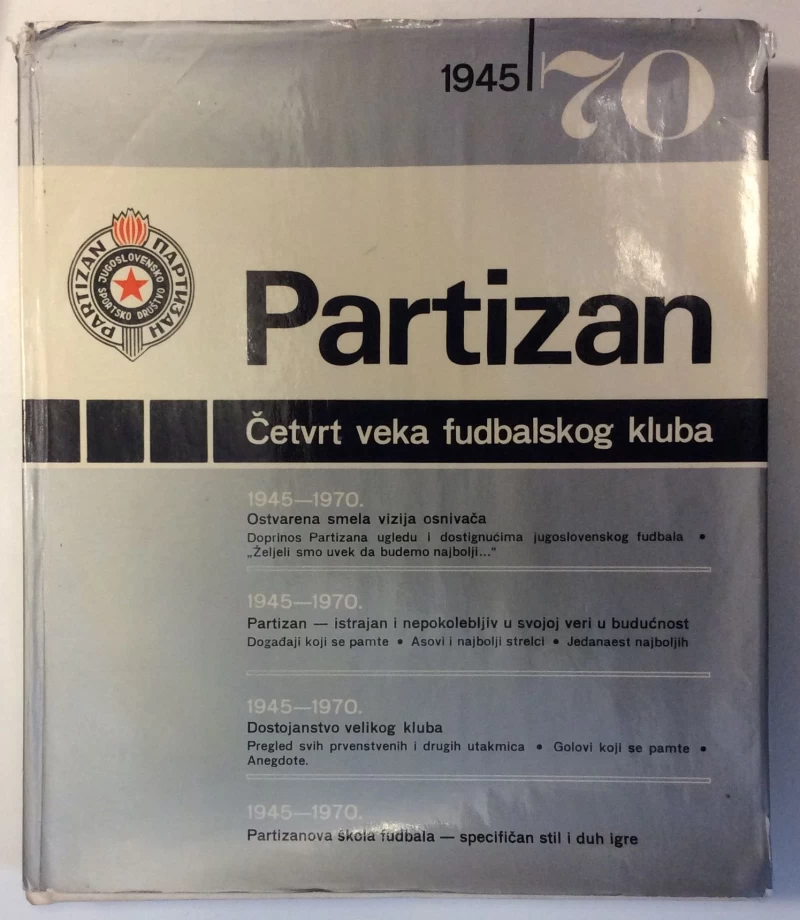 1945 70
PARTIZAN ПАРТИЗАН
JUGOSLOVENSKO
SPORTSKO DRUŠTVO
Partizan
Četvrt veka fudbalskog kluba
1945—1970.
Ostvarena smela vizija osnivača
Doprinos Partizana ugledu i dostignućima jugoslovenskog fudbala •
„Željeli smo uvek da budemo najbolji...“
1945—1970.
Partizan — istrajan i nepokolebljiv u svojoj veri u budućnost
Događaji koji se pamte • Asovi i najbolji strelci • Jedanaest najboljih
1945—1970.
Dostojanstvo velikog kluba
Pregled svih prvenstvenih i drugih utakmica • Golovi koji se pamte •
Anegdote.
1945—1970.
Partizanova škola fudbala — specifičan stil i duh igre